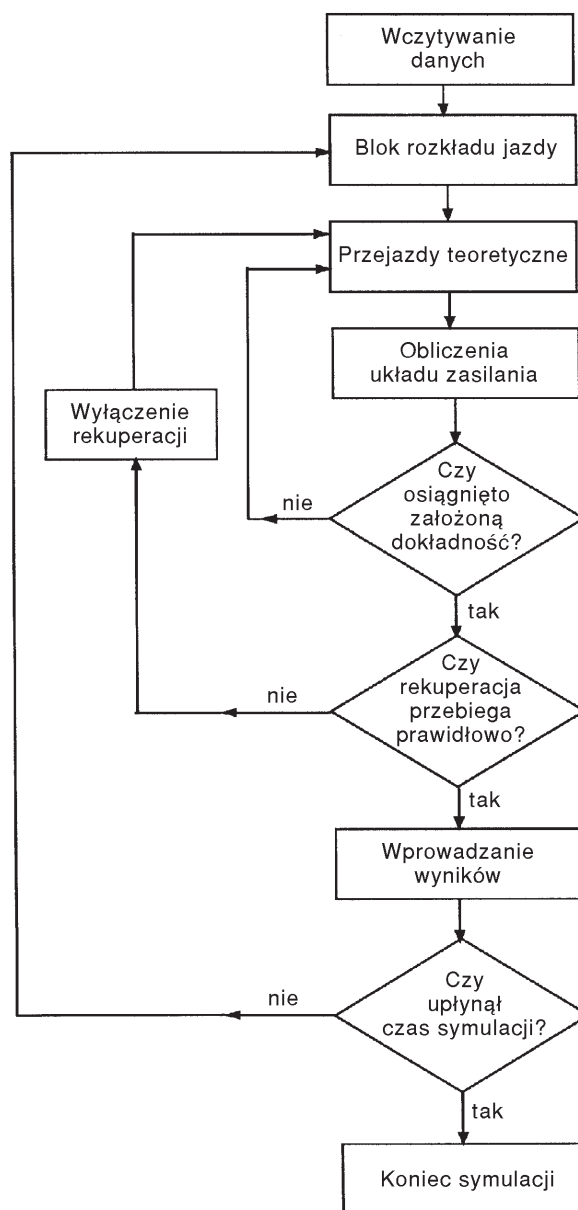 Wczytywanie
danych
Blok rozkładu jazdy
Przejazdy teoretyczne
Obliczenia
układu zasilania
Wyłączenie
rekuperacji
Czy
osiągnięto
założoną
dokładność?
nie
tak
Czy
rekuperacja
przebiega
prawidłowo?
nie
tak
Wprowadzanie
wyników
Czy
upłynął
czas symulacji?
nie
tak
Koniec symulacji